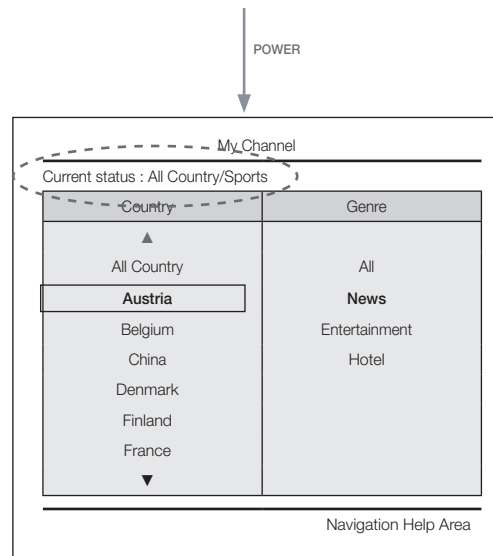 POWER
My Channel
Current status : All Country/Sports
Country Genre
▲
All Country All
Austria News
Belgium Entertainment
China Hotel
Denmark
Finland
France
▼
Navigation Help Area